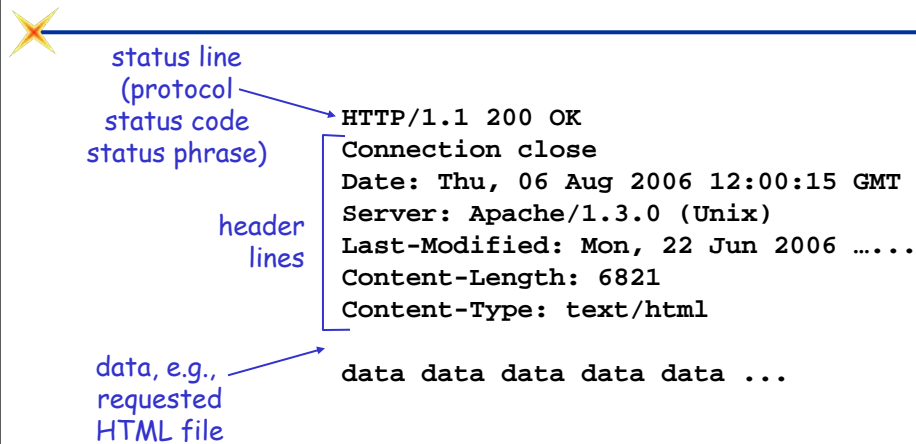 status line
(protocol
status code
status phrase)
HTTP/1.1 200 OK
Connection close
Date: Thu, 06 Aug 2006 12:00:15 GMT
Server: Apache/1.3.0 (Unix)
Last-Modified: Mon, 22 Jun 2006 …...
Content-Length: 6821
Content-Type: text/html
header
lines
data, e.g.,
requested
HTML file
data data data data data ...